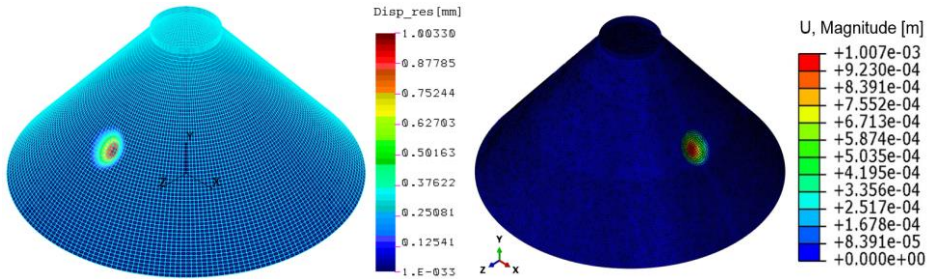 Disp_res[mm]
1.00330
0.87785
0.75244
0.62703
0.50163
0.37622
0.25081
0.12541
1.E-033
Y
Z
X
U, Magnitude [m]
+1.007e-03
+9.230e-04
+8.391e-04
+7.552e-04
+6.713e-04
+5.874e-04
+5.035e-04
+4.195e-04
+3.356e-04
+2.517e-04
+1.678e-04
+8.391e-05
+0.000e+00
Y
Z
X